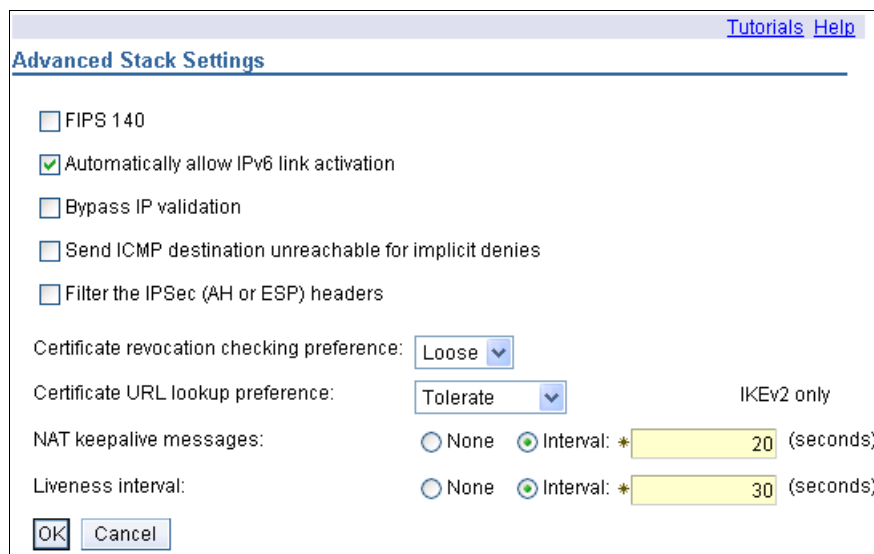 Tutorials Help
Advanced Stack Settings
FIPS 140
Automatically allow IPv6 link activation
Bypass IP validation
Send ICMP destination unreachable for implicit denies
Filter the IPSec (AH or ESP) headers
Certificate revocation checking preference: Loose
Certificate URL lookup preference: Tolerate IKEv2 only
NAT keepalive messages: None Interval: * 20 (seconds)
Liveness interval: None Interval: * 30 (seconds)
OK Cancel